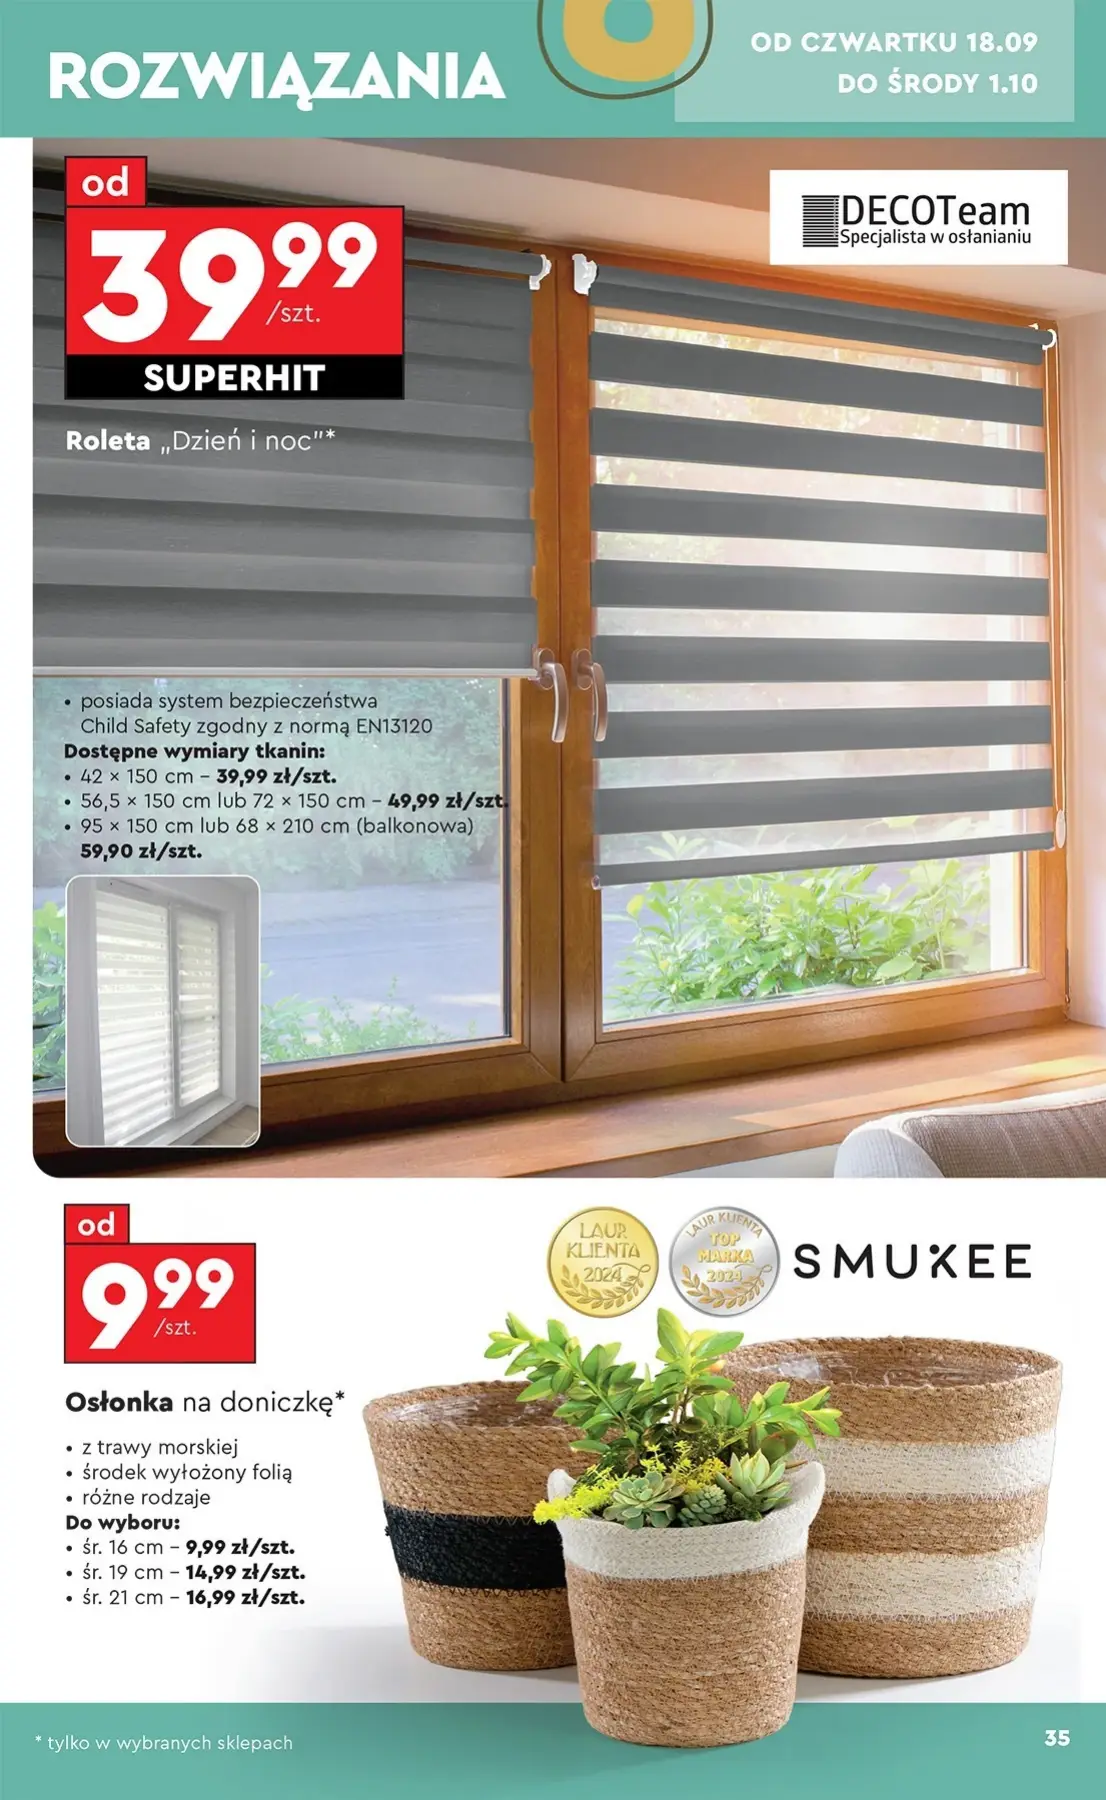 ROZWIĄZANIA
OD CZWARTKU 18.09
DO ŚRODY 1.10
od
3999
/szt.
SUPERHIT
DECOTeam
Specjalista w osłanianiu
Roleta „Dzień i noc"*
• posiada system bezpieczeństwa
Child Safety zgodny z normą EN13120
Dostępne wymiary tkanin:
• 42 × 150 cm – 39,99 zł/szt.
• 56,5 × 150 cm lub 72 × 150 cm – 49,99 zł/szt.
• 95 × 150 cm lub 68 × 210 cm (balkonowa)
59,90 zł/szt.
od
999
/szt.
LAUR
KLIENTA
2024
LAUR KLIENTA
TOP
MARKA
2024
SMUKEE
Osłonka na doniczkę*
• z trawy morskiej
• środek wyłożony folią
• różne rodzaje
Do wyboru:
• śr. 16 cm – 9,99 zł/szt.
• śr. 19 cm – 14,99 zł/szt.
• śr. 21 cm – 16,99 zł/szt.
* tylko w wybranych sklepach
35